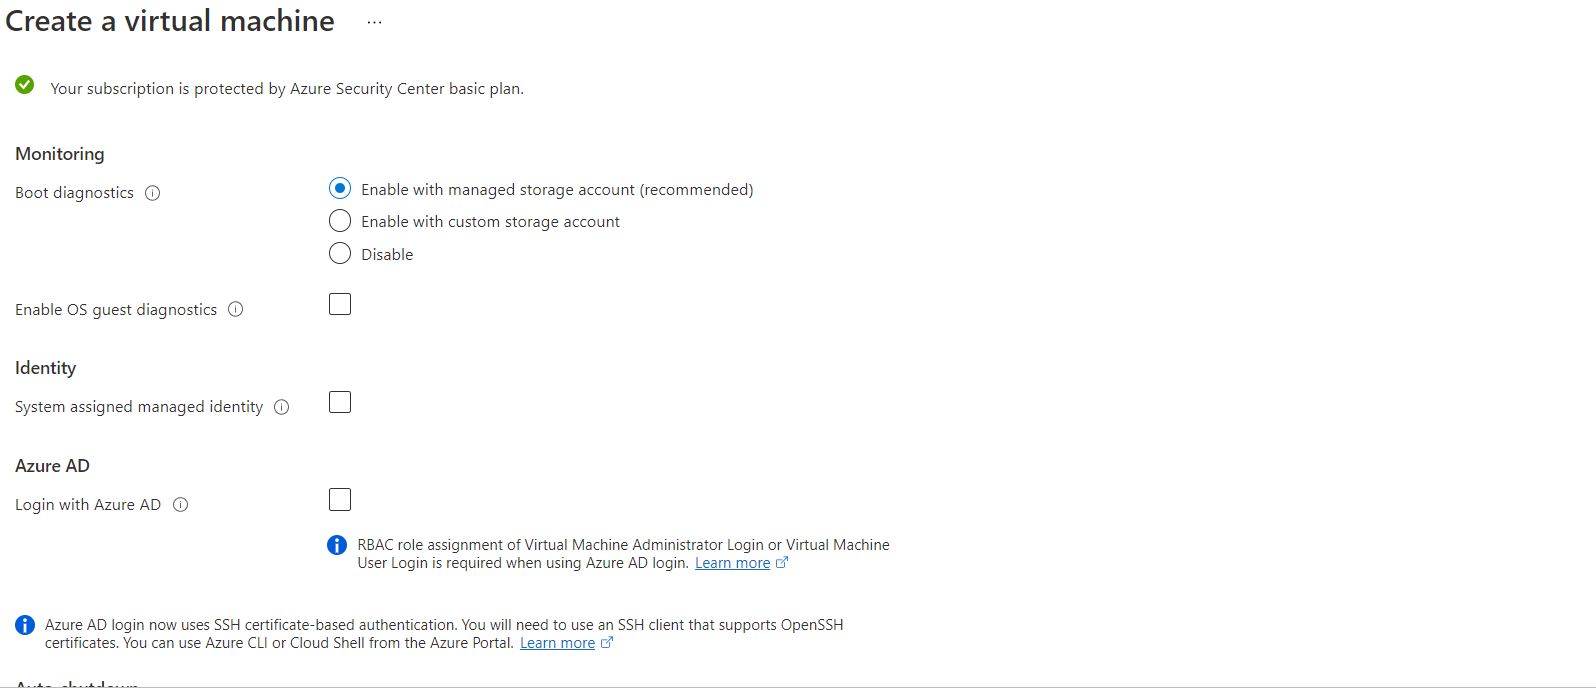 Create a virtual machine ...
Your subscription is protected by Azure Security Center basic plan.
Monitoring
Boot diagnostics
Enable with managed storage account (recommended)
Enable with custom storage account
Disable
Enable OS guest diagnostics
Identity
System assigned managed identity
Azure AD
Login with Azure AD
RBAC role assignment of Virtual Machine Administrator Login or Virtual Machine
User Login is required when using Azure AD login. Learn more
Azure AD login now uses SSH certificate-based authentication. You will need to use an SSH client that supports OpenSSH
certificates. You can use Azure CLI or Cloud Shell from the Azure Portal. Learn more
Auto-shutdown